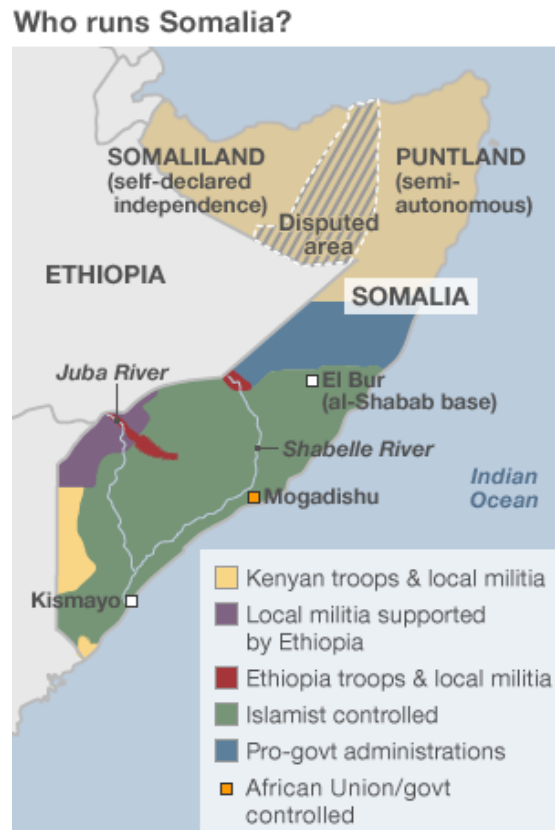 Who runs Somalia?
SOMALILAND
(self-declared
independence)
PUNTLAND
(semi-
autonomous)
Disputed
area
ETHIOPIA
SOMALIA
Juba River
El Bur
(al-Shabab base)
Shabelle River
Indian
Ocean
Mogadishu
Kismayo
Kenyan troops & local militia
Local militia supported
by Ethiopia
Ethiopia troops & local militia
Islamist controlled
Pro-govt administrations
African Union/govt
controlled